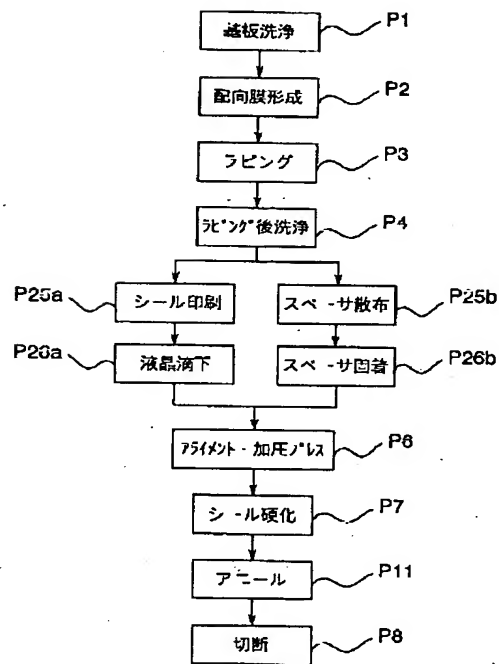 基板洗浄 P1
配向膜形成 P2
ラビング P3
ラビング後洗浄 P4
P25a シール印刷 スペーサ散布 P25b
P26a 液晶滴下 スペーサ固着 P26b
アライメント・加圧プレス P6
シール硬化 P7
アニール P11
切断 P8